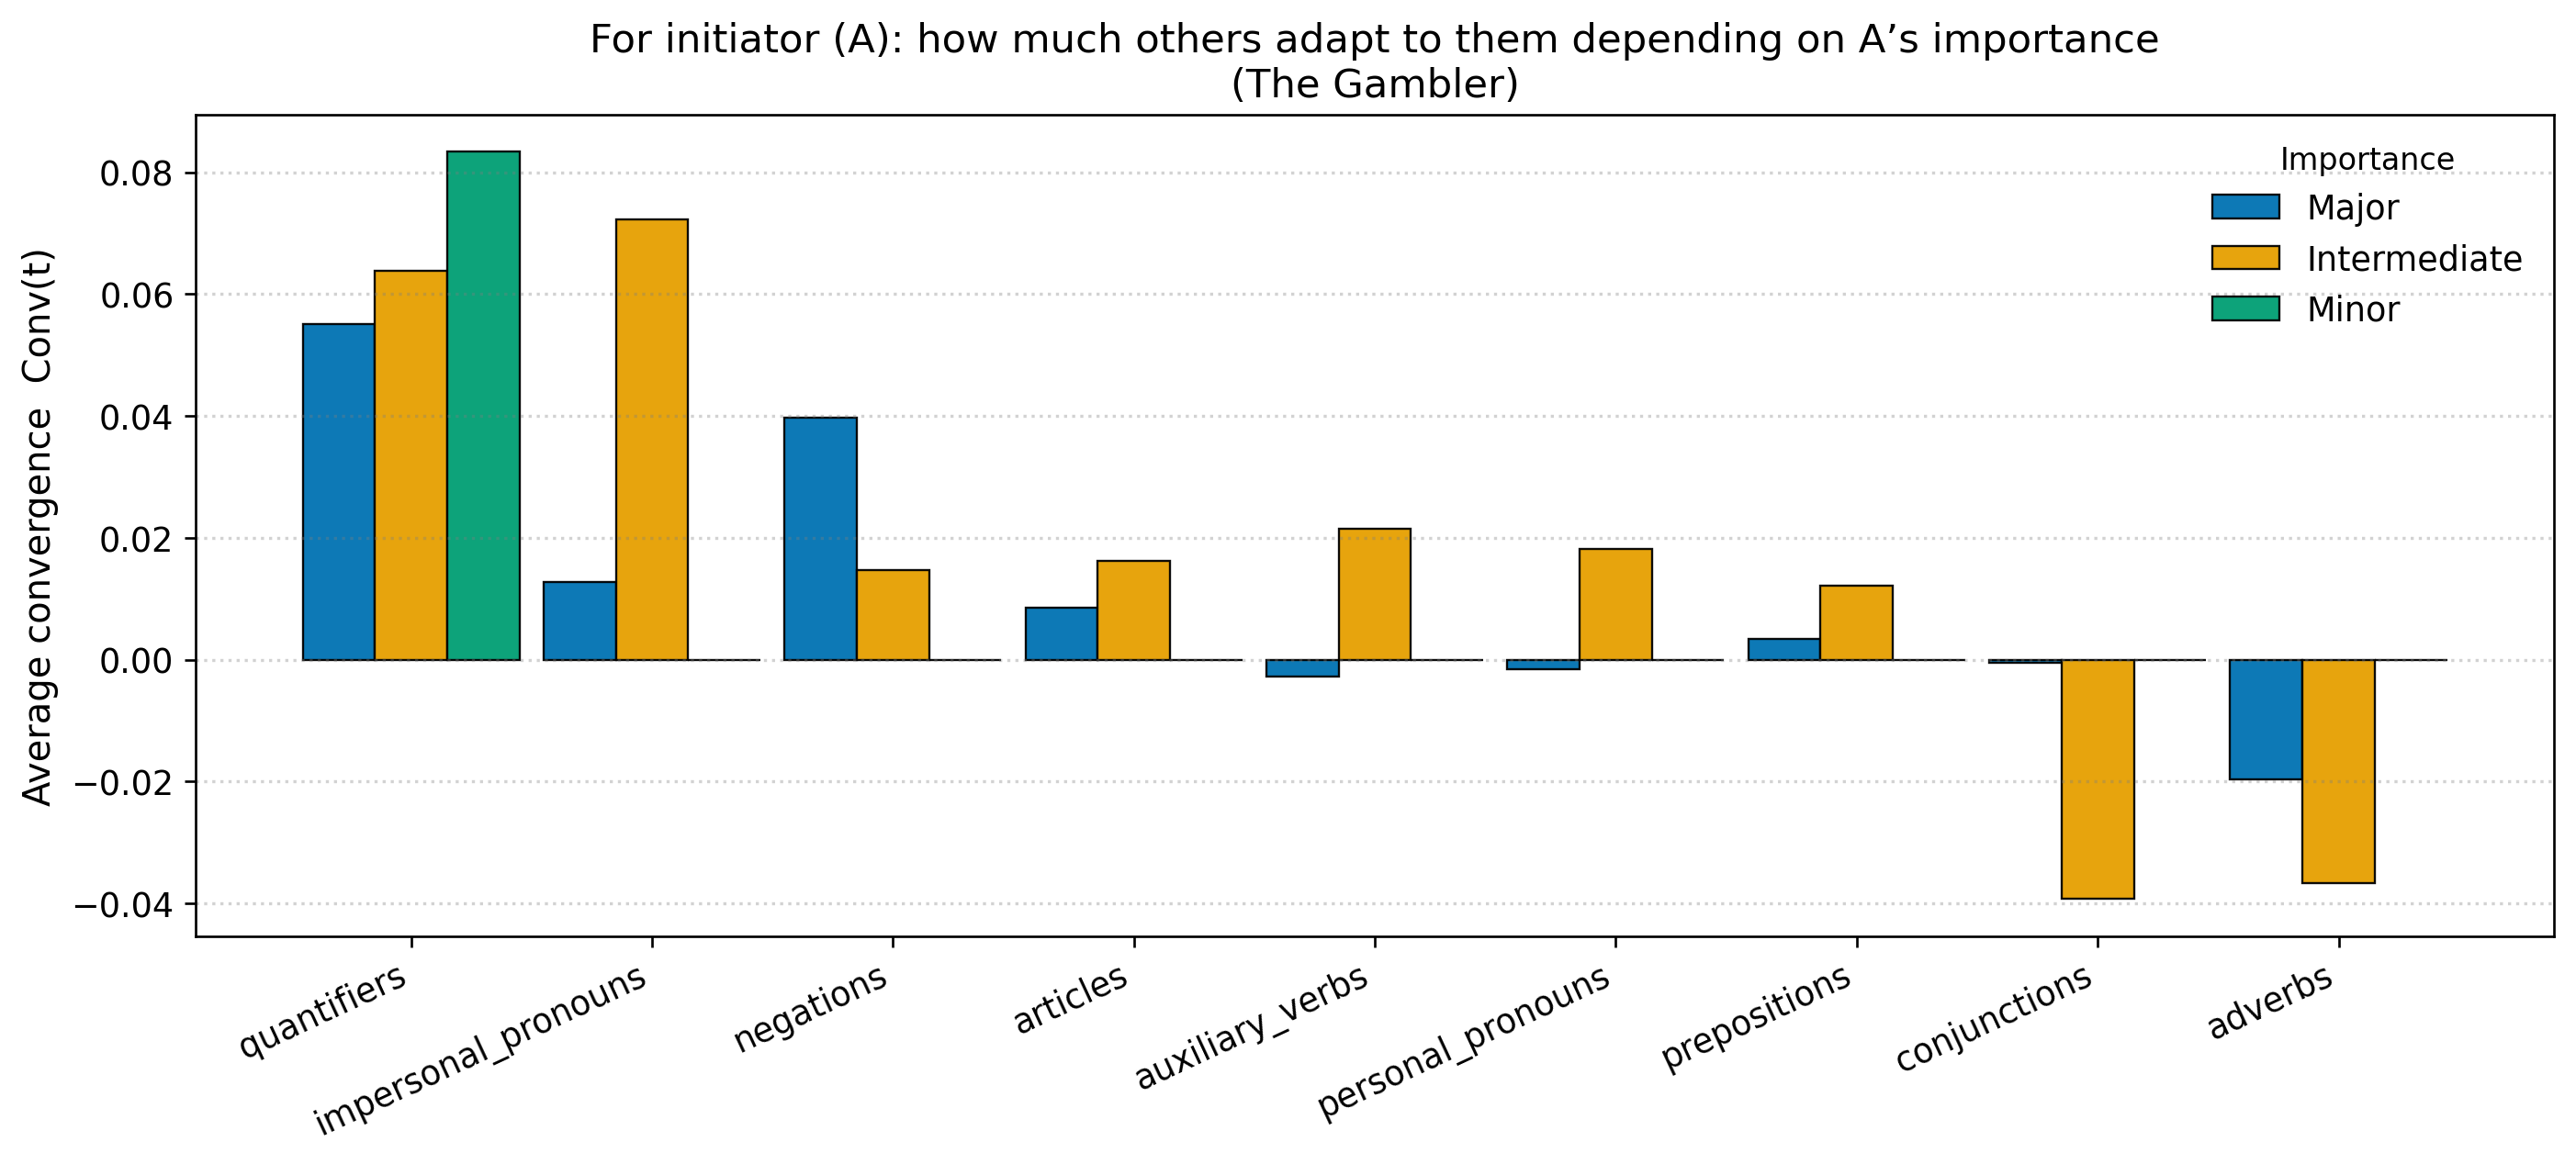 For initiator (A): how much others adapt to them depending on A’s importance
(The Gambler)
Average convergence  Conv(t)
0.08
0.06
0.04
0.02
0.00
−0.02
−0.04
Importance
Major
Intermediate
Minor
quantifiers
impersonal_pronouns
negations
articles
auxiliary_verbs
personal_pronouns
prepositions
conjunctions
adverbs